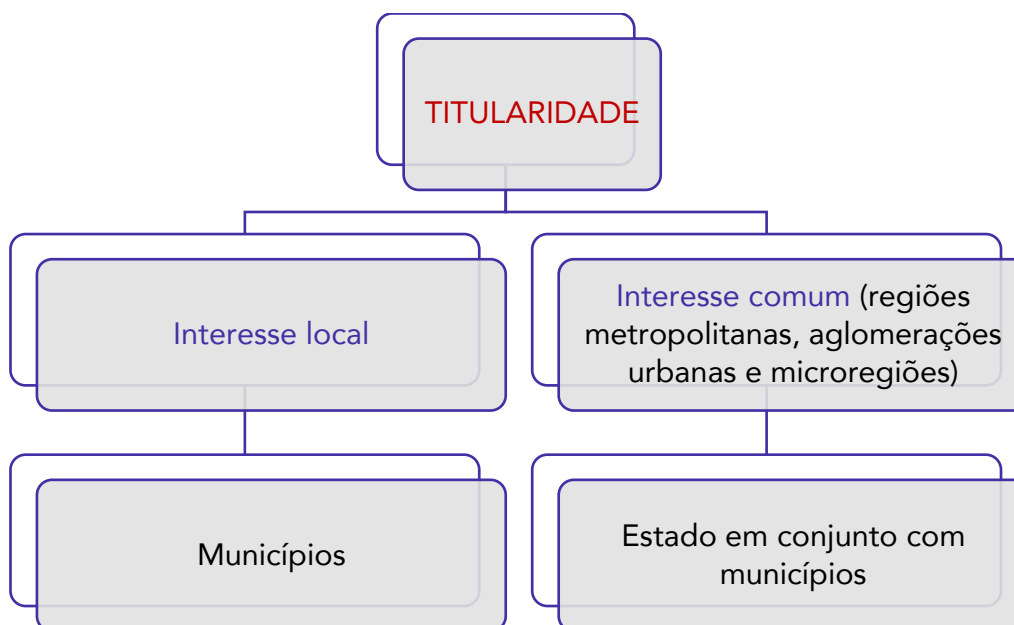 TITULARIDADE
Interesse local
Interesse comum (regiões
metropolitanas, aglomerações
urbanas e microregiões)
Municípios
Estado em conjunto com
municípios